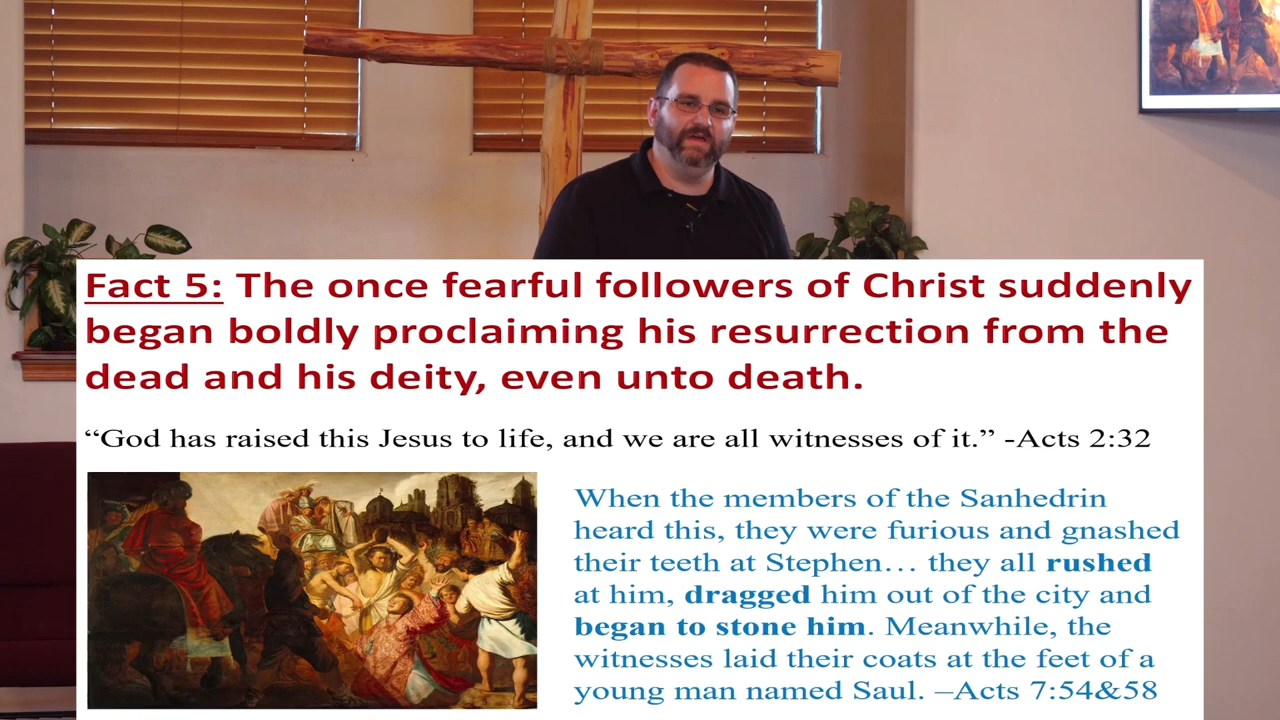 Fact 5: The once fearful followers of Christ suddenly
began boldly proclaiming his resurrection from the
dead and his deity, even unto death.
“God has raised this Jesus to life, and we are all witnesses of it.” -Acts 2:32
When the members of the Sanhedrin
heard this, they were furious and gnashed
their teeth at Stephen… they all rushed
at him, dragged him out of the city and
began to stone him. Meanwhile, the
witnesses laid their coats at the feet of a
young man named Saul. –Acts 7:54&58